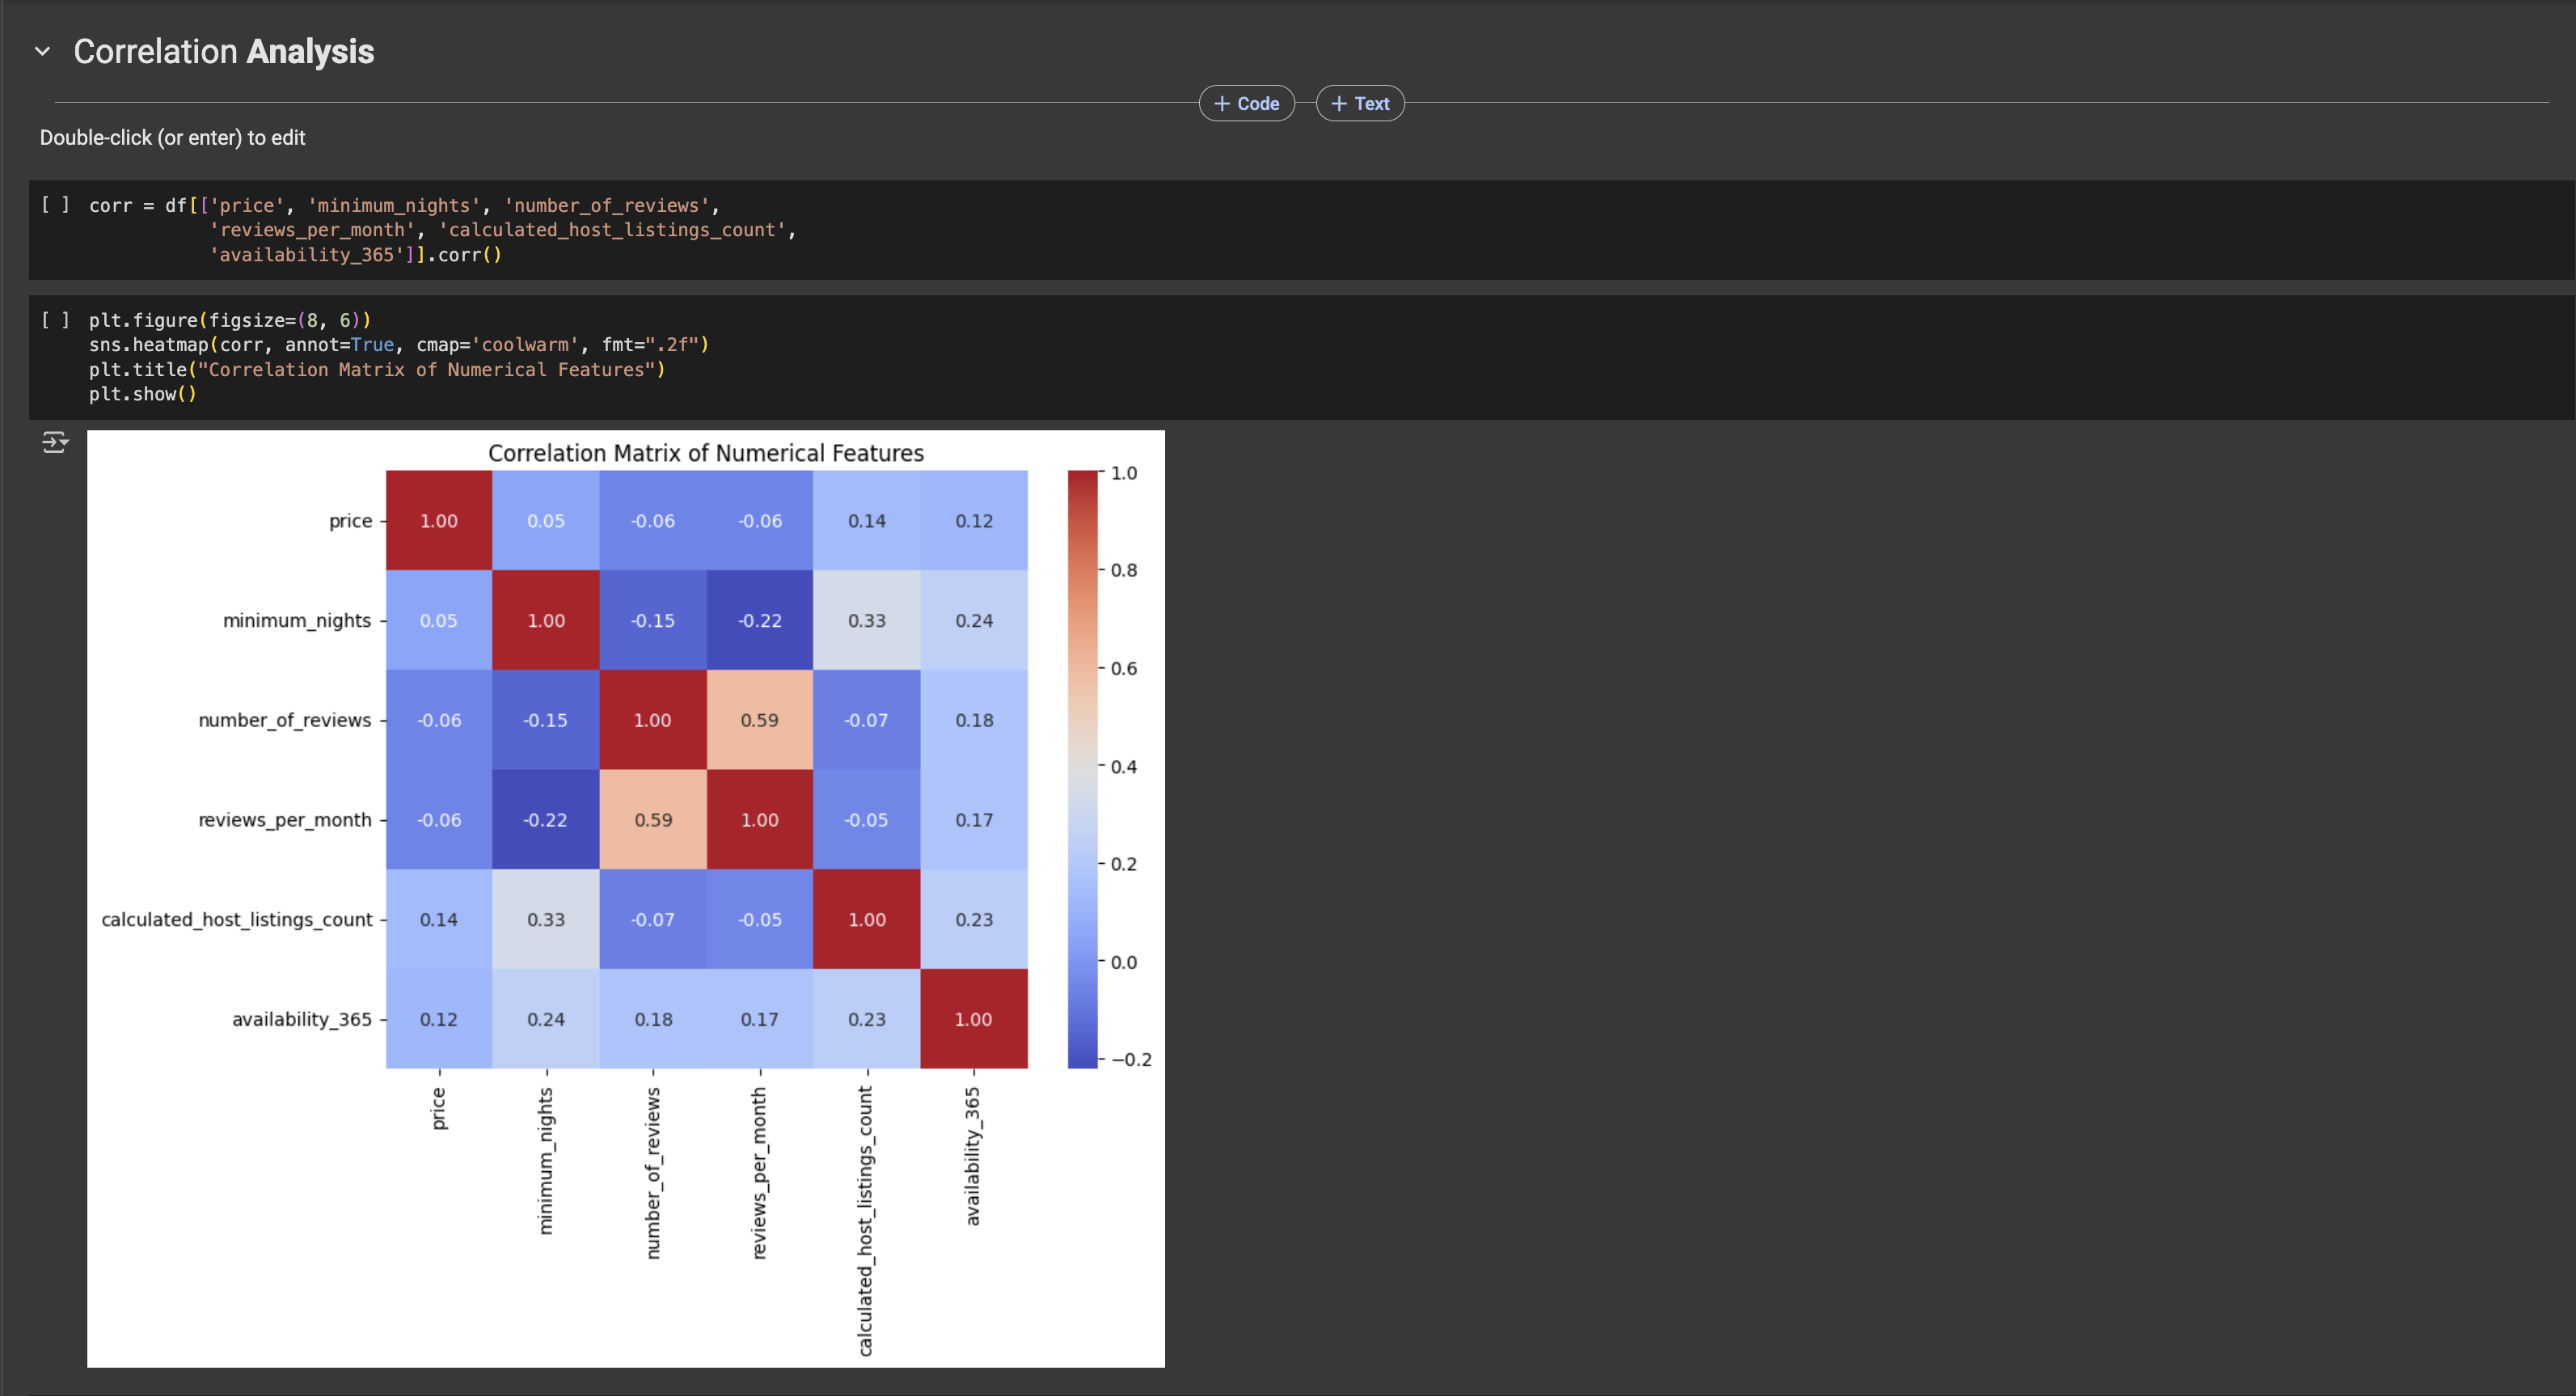 Correlation Analysis
+ Code + Text
Double-click (or enter) to edit
[ ] corr = df[['price', 'minimum_nights', 'number_of_reviews',
'reviews_per_month', 'calculated_host_listings_count',
'availability_365']].corr()
[ ] plt.figure(figsize=(8, 6))
sns.heatmap(corr, annot=True, cmap='coolwarm', fmt=".2f")
plt.title("Correlation Matrix of Numerical Features")
plt.show()
Correlation Matrix of Numerical Features
price 1.00 0.05 -0.06 -0.06 0.14 0.12
minimum_nights 0.05 1.00 -0.15 -0.22 0.33 0.24
number_of_reviews -0.06 -0.15 1.00 0.59 -0.07 0.18
reviews_per_month -0.06 -0.22 0.59 1.00 -0.05 0.17
calculated_host_listings_count 0.14 0.33 -0.07 -0.05 1.00 0.23
availability_365 0.12 0.24 0.18 0.17 0.23 1.00
price
minimum_nights
number_of_reviews
reviews_per_month
calculated_host_listings_count
availability_365
1.0
0.8
0.6
0.4
0.2
0.0
−0.2